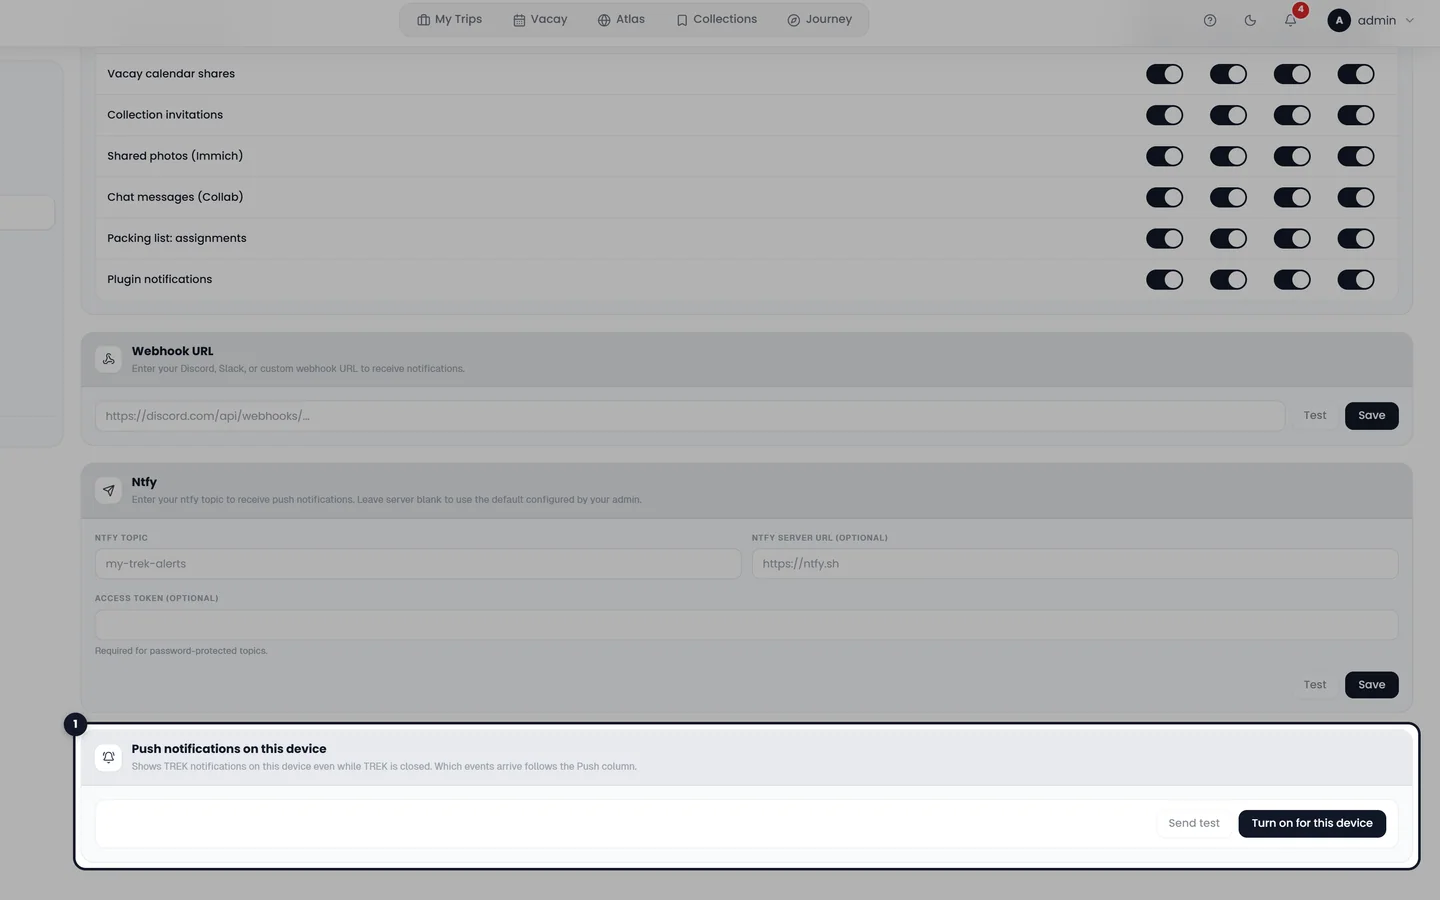 My Trips
Vacay
Atlas
Collections
Journey
4
A
admin
Vacay calendar shares
Collection invitations
Shared photos (Immich)
Chat messages (Collab)
Packing list: assignments
Plugin notifications
Webhook URL
Enter your Discord, Slack, or custom webhook URL to receive notifications.
https://discord.com/api/webhooks/...
Test
Save
Ntfy
Enter your ntfy topic to receive push notifications. Leave server blank to use the default configured by your admin.
NTFY TOPIC
NTFY SERVER URL (OPTIONAL)
my-trek-alerts
https://ntfy.sh
ACCESS TOKEN (OPTIONAL)
Required for password-protected topics.
Test
Save
1
Push notifications on this device
Shows TREK notifications on this device even while TREK is closed. Which events arrive follows the Push column.
Send test
Turn on for this device